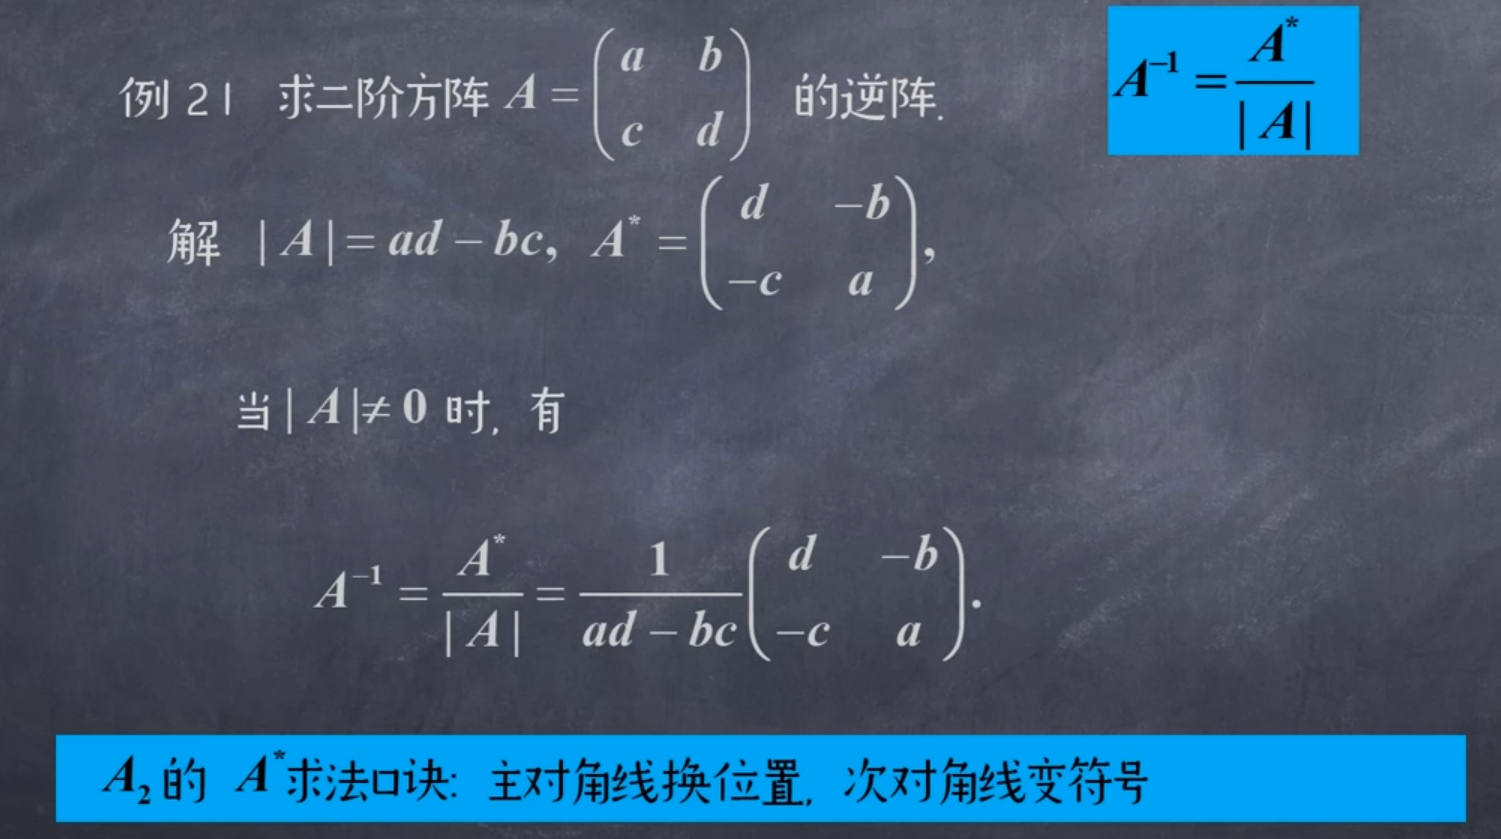 例 21 求二阶方阵 A = \begin{pmatrix} a & b \\ c & d \end{pmatrix} 的逆阵.
A^{-1} = \frac{A^*}{|A|}
解 |A| = ad - bc, A^* = \begin{pmatrix} d & -b \\ -c & a \end{pmatrix},
当 |A| ≠ 0 时, 有
A^{-1} = \frac{A^*}{|A|} = \frac{1}{ad - bc} \begin{pmatrix} d & -b \\ -c & a \end{pmatrix}.
A_2 的 A^* 求法口诀: 主对角线换位置, 次对角线变符号